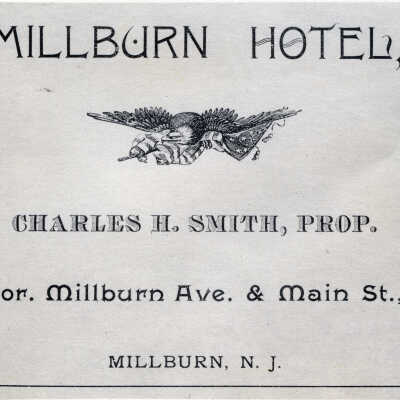 MILLBURN HOTEL,
CHARLES H. SMITH, PROP.
or. Millburn Ave. & Main St.,
MILLBURN, N. J.